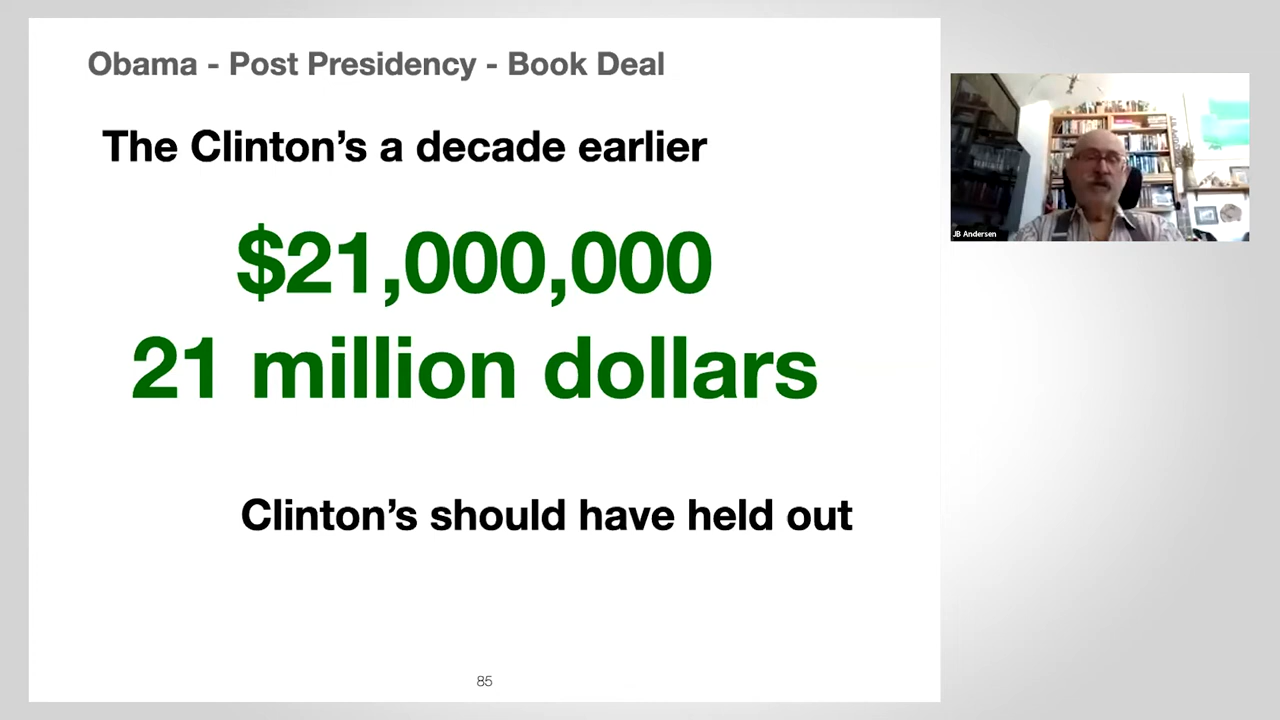 Obama - Post Presidency - Book Deal
The Clinton’s a decade earlier
$21,000,000
21 million dollars
Clinton’s should have held out
85
JB Andersen